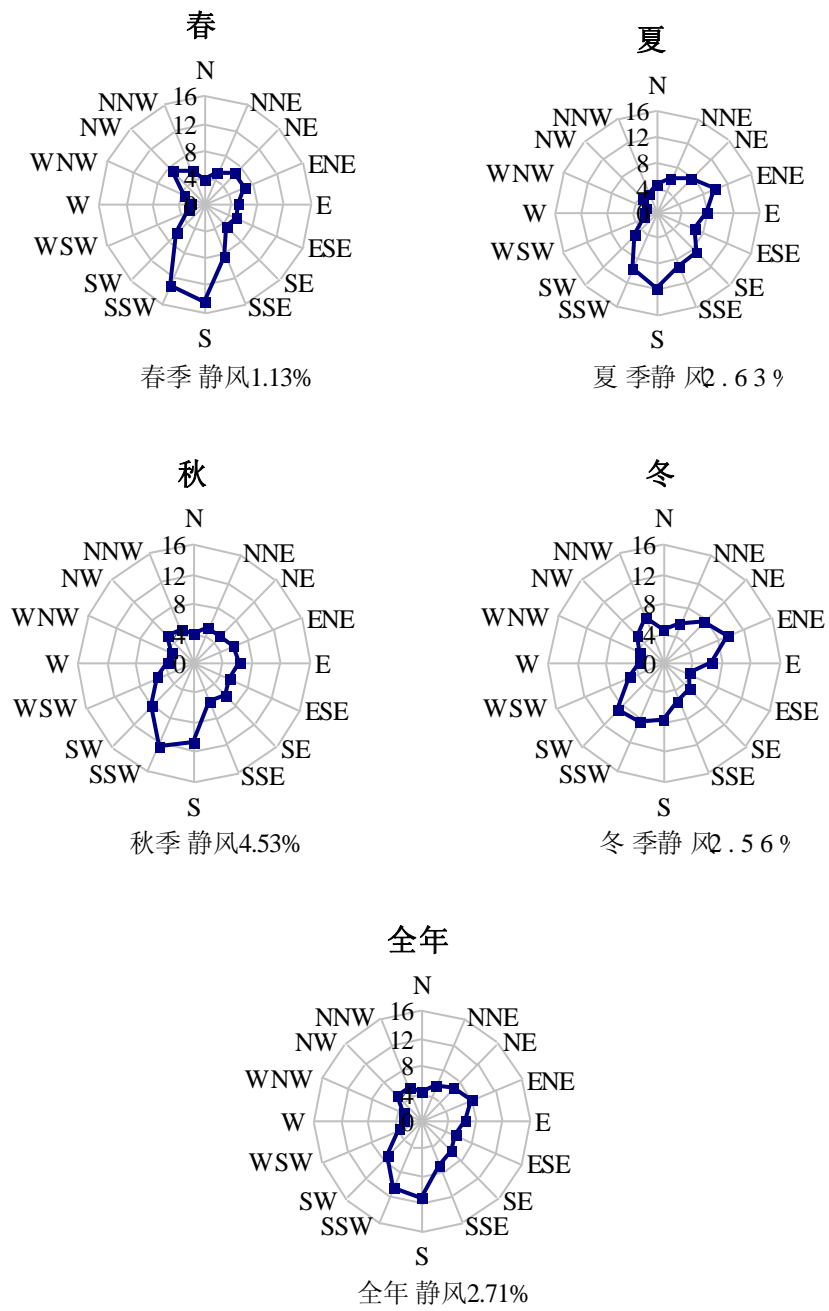 春
N
NNW NNE
16
NW NE
12
WNW 8 ENE
4
W 0 E
WSW ESE
SW SE
SSW SSE
S
春季 静风1.13%
夏
N
NNW 16 NNE
NW 12 NE
WNW 8 ENE
4
W 0 E
WSW ESE
SW SE
SSW SSE
S
夏 季静 风2.63%
秋
N
NNW 16 NNE
NW 12 NE
WNW 8 ENE
4
W 0 E
WSW ESE
SW SE
SSW SSE
S
秋季 静风4.53%
冬
N
NNW 16 NNE
NW 12 NE
WNW 8 ENE
4
W 0 E
WSW ESE
SW SE
SSW SSE
S
冬 季静 风2.56%
全年
N
NNW 16 NNE
NW 12 NE
WNW 8 ENE
4
W 0 E
WSW ESE
SW SE
SSW SSE
S
全年 静风2.71%